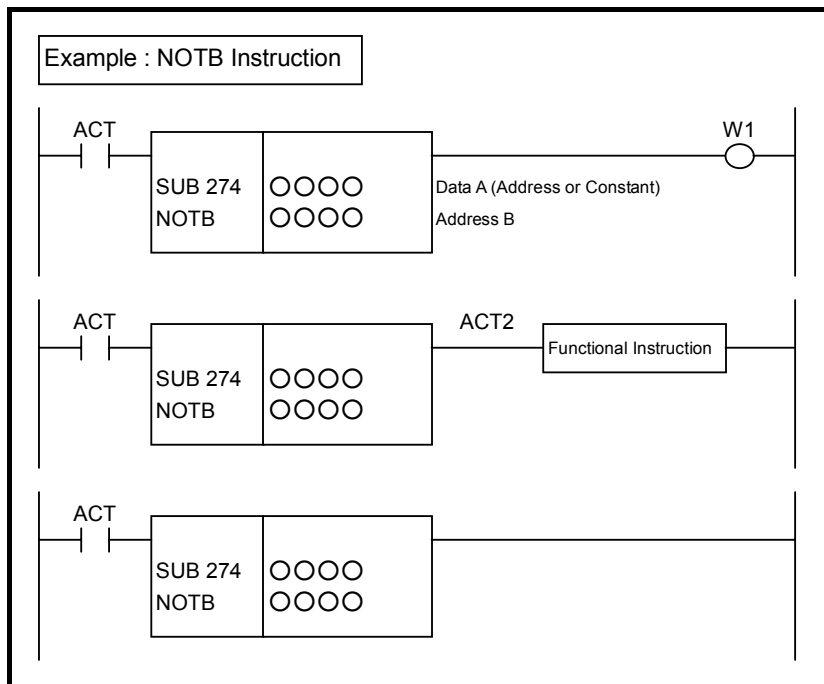 Example : NOTB Instruction
ACT
W1
SUB 274 ○○○○ Data A (Address or Constant)
NOTB ○○○○ Address B
ACT
ACT2
Functional Instruction
SUB 274 ○○○○
NOTB ○○○○
ACT
SUB 274 ○○○○
NOTB ○○○○